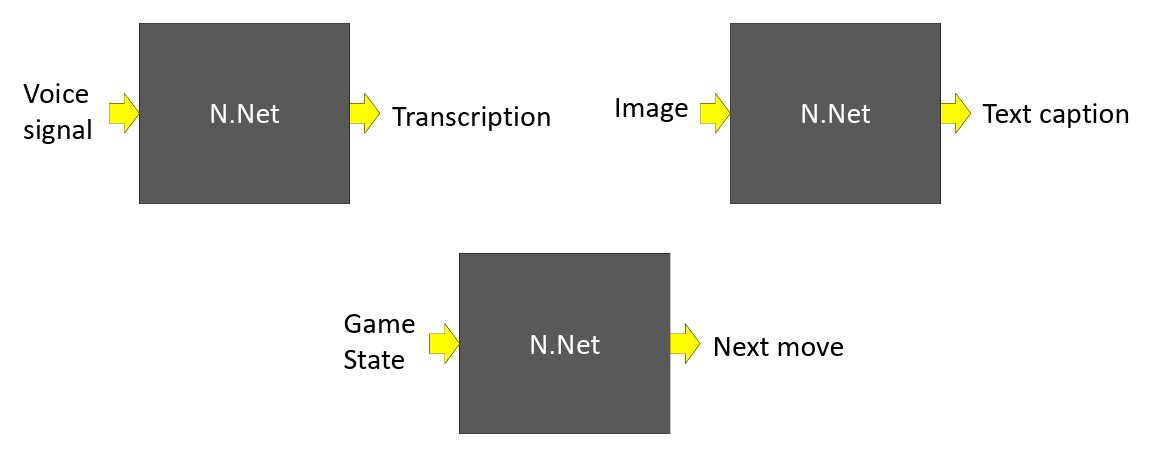 Voice
signal
N.Net
Transcription
Image
N.Net
Text caption
Game
State
N.Net
Next move